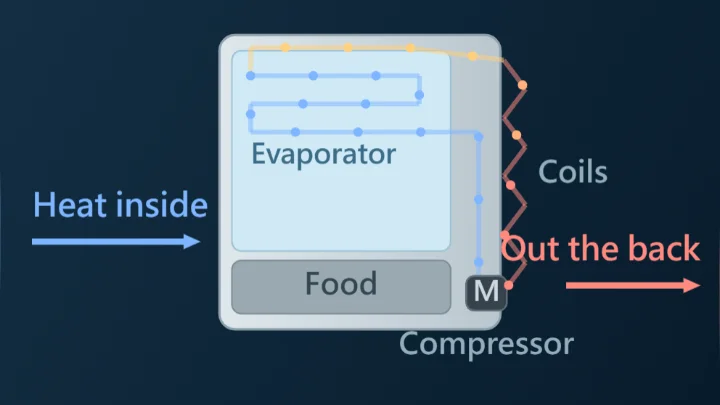 Evaporator
Coils
Heat inside
Out the back
Food
M
Compressor